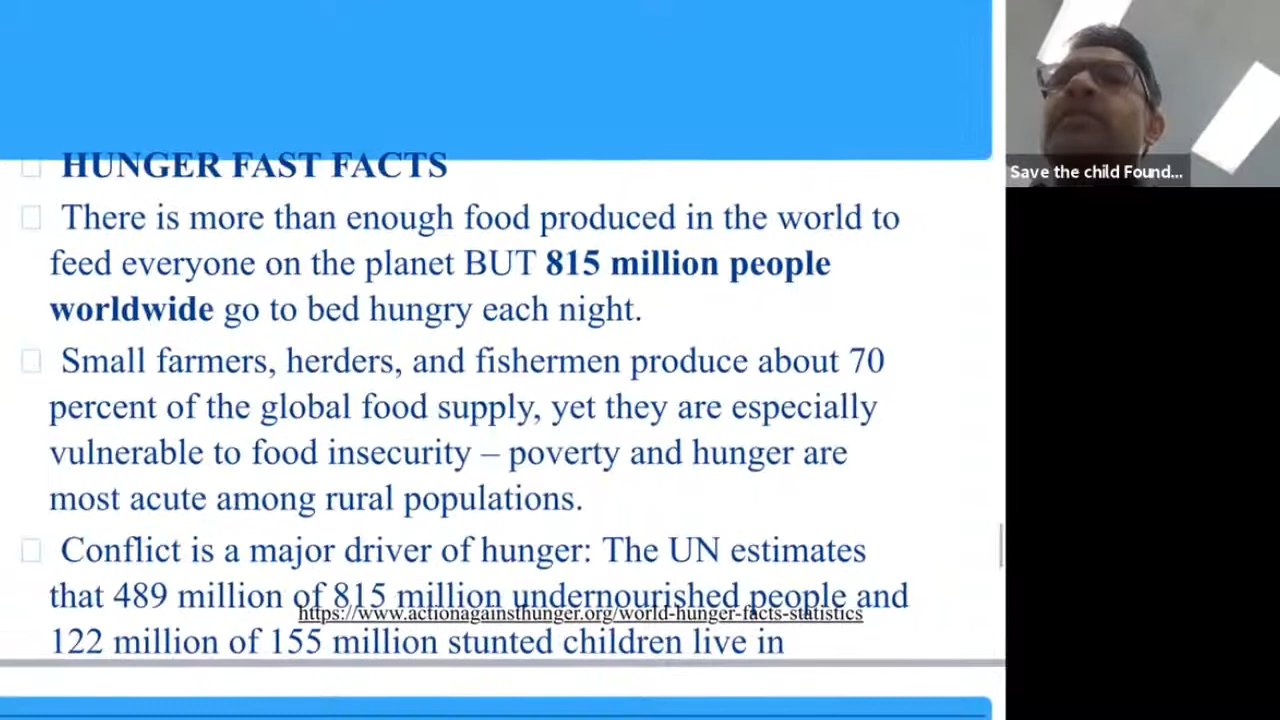 HUNGER FAST FACTS
There is more than enough food produced in the world to
feed everyone on the planet BUT 815 million people
worldwide go to bed hungry each night.
Small farmers, herders, and fishermen produce about 70
percent of the global food supply, yet they are especially
vulnerable to food insecurity – poverty and hunger are
most acute among rural populations.
Conflict is a major driver of hunger: The UN estimates
that 489 million of 815 million undernourished people and
https://www.actionagainsthunger.org/world-hunger-facts-statistics
122 million of 155 million stunted children live in
Save the child Found...